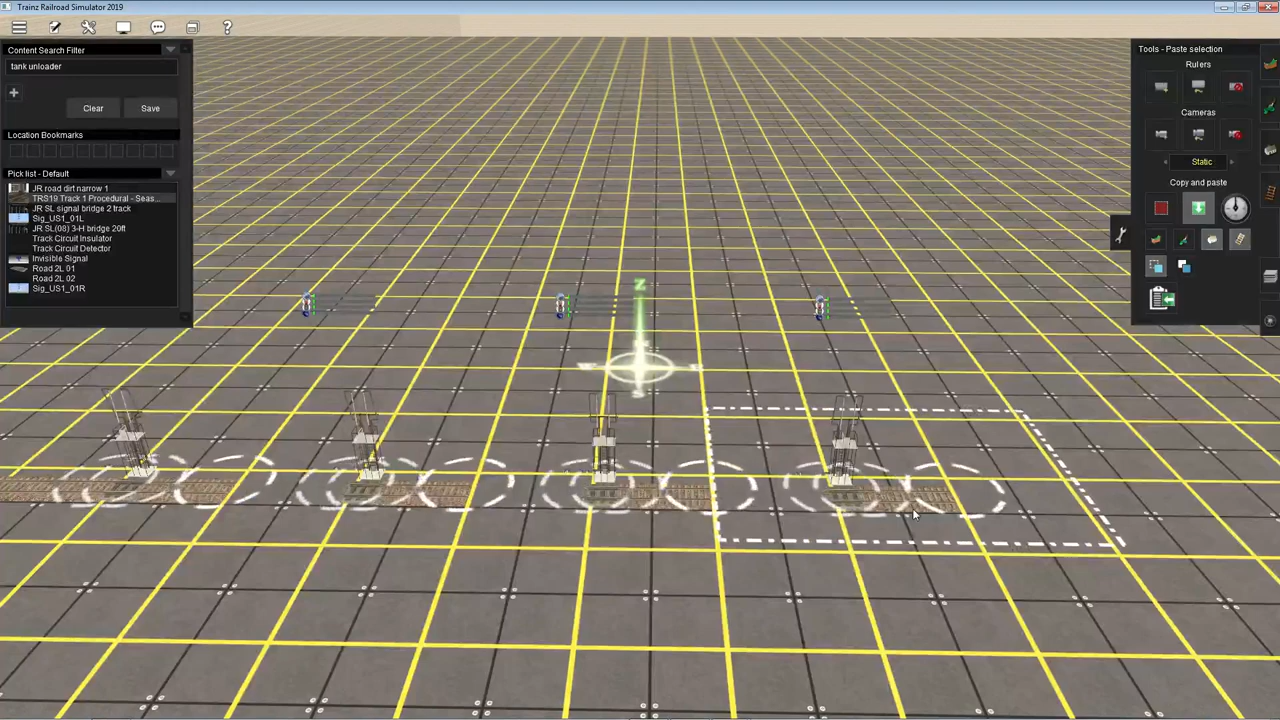 Trainz Railroad Simulator 2019
Content Search Filter
tank unloader
Clear
Save
Location Bookmarks
Pick list - Default
JR road dirt narrow 1
TRS19 Track 1 Procedural - Seas...
JR SL signal bridge 2 track
Sig_US1_01L
JR SL(08) 3-H bridge 20ft
Track Circuit Insulator
Track Circuit Detector
Invisible Signal
Road 2L 01
Road 2L 02
Sig_US1_01R
N
Tools - Paste selection
Rulers
Cameras
Static
Copy and paste